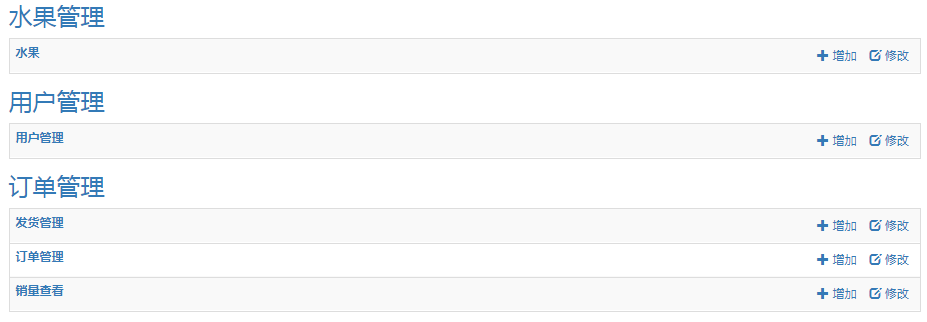 水果管理
水果 增加 修改
用户管理
用户管理 增加 修改
订单管理
发货管理 增加 修改
订单管理 增加 修改
销量查看 增加 修改